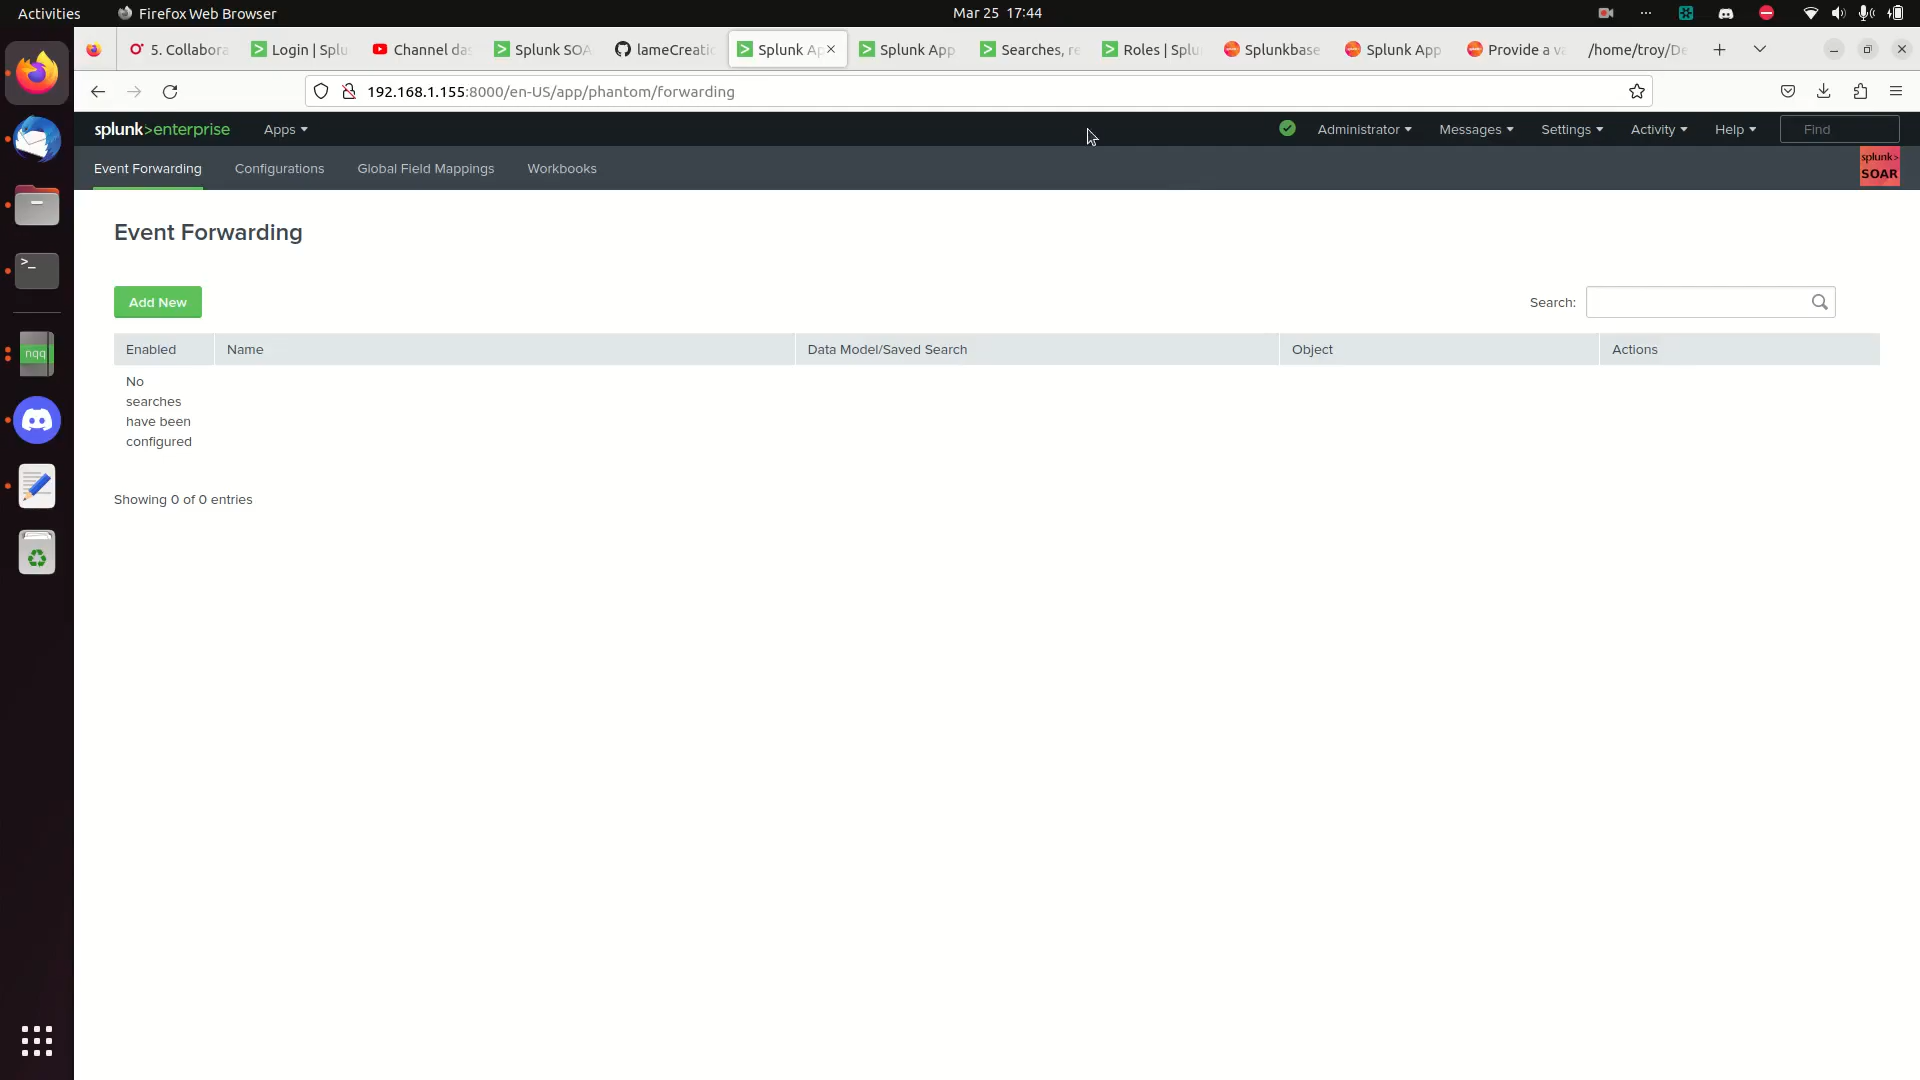 Activities
Firefox Web Browser
Mar 25 17:44
5. Collabora
Login | Splu
Channel das
Splunk SOA
lameCreatio
Splunk Ap
Splunk App
Searches, re
Roles | Splu
Splunkbase
Splunk App
Provide a va
/home/troy/De
192.168.1.155:8000/en-US/app/phantom/forwarding
splunk>enterprise
Apps
Administrator
Messages
Settings
Activity
Help
Find
Event Forwarding
Configurations
Global Field Mappings
Workbooks
splunk>
SOAR
Event Forwarding
Add New
Search:
Enabled
Name
Data Model/Saved Search
Object
Actions
No
searches
have been
configured
Showing 0 of 0 entries
nqq